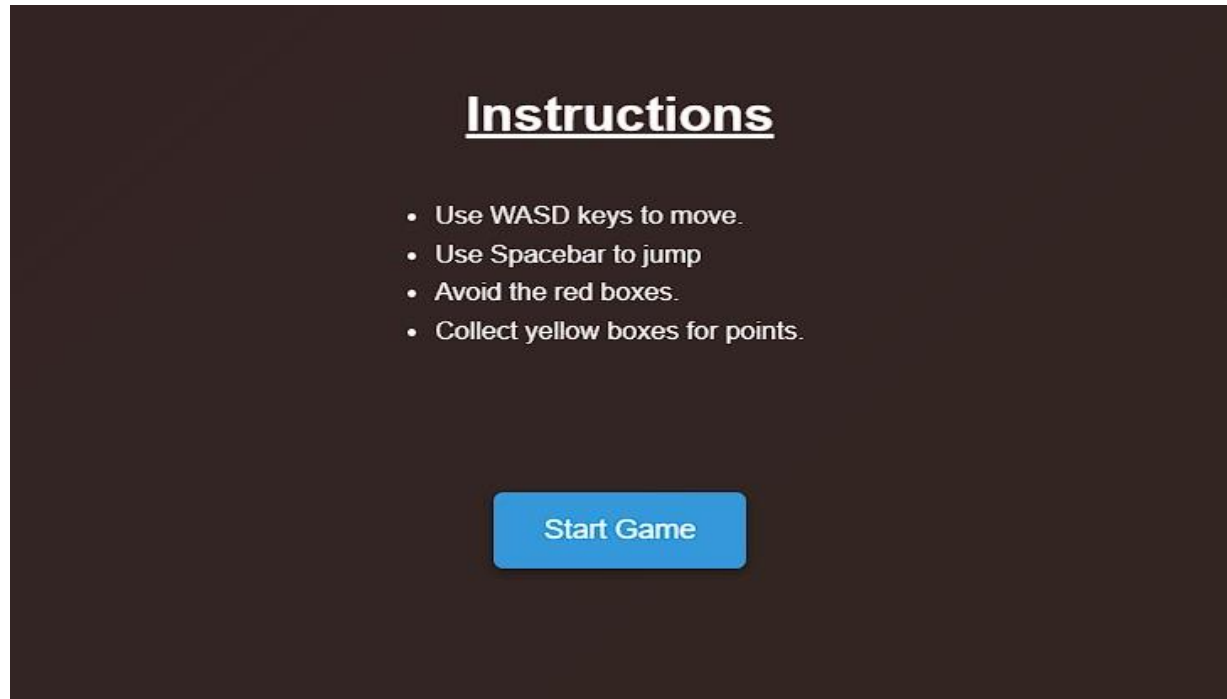 Instructions
• Use WASD keys to move.
• Use Spacebar to jump
• Avoid the red boxes.
• Collect yellow boxes for points.
Start Game